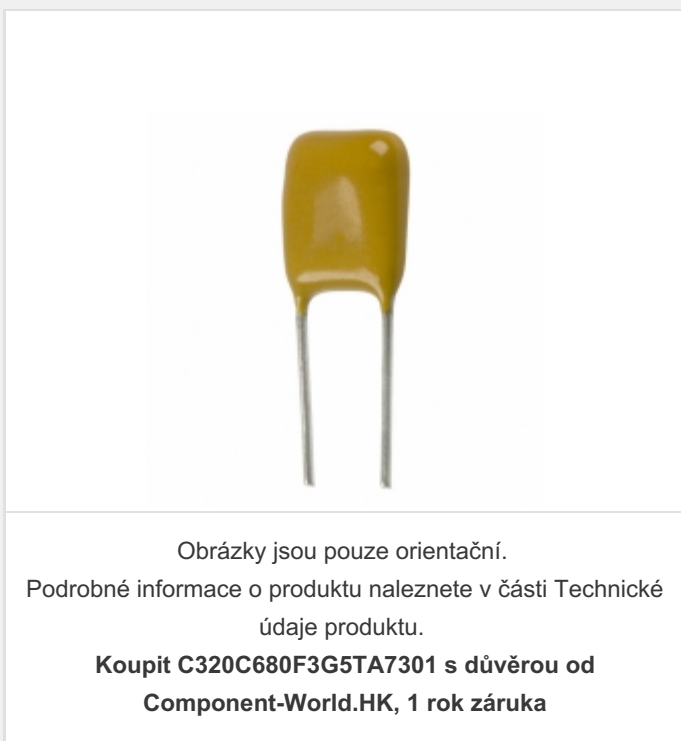 Obrázky jsou pouze orientační.
Podrobné informace o produktu naleznete v části Technické
údaje produktu.
Koupit C320C680F3G5TA7301 s důvěrou od
Component-World.HK, 1 rok záruka